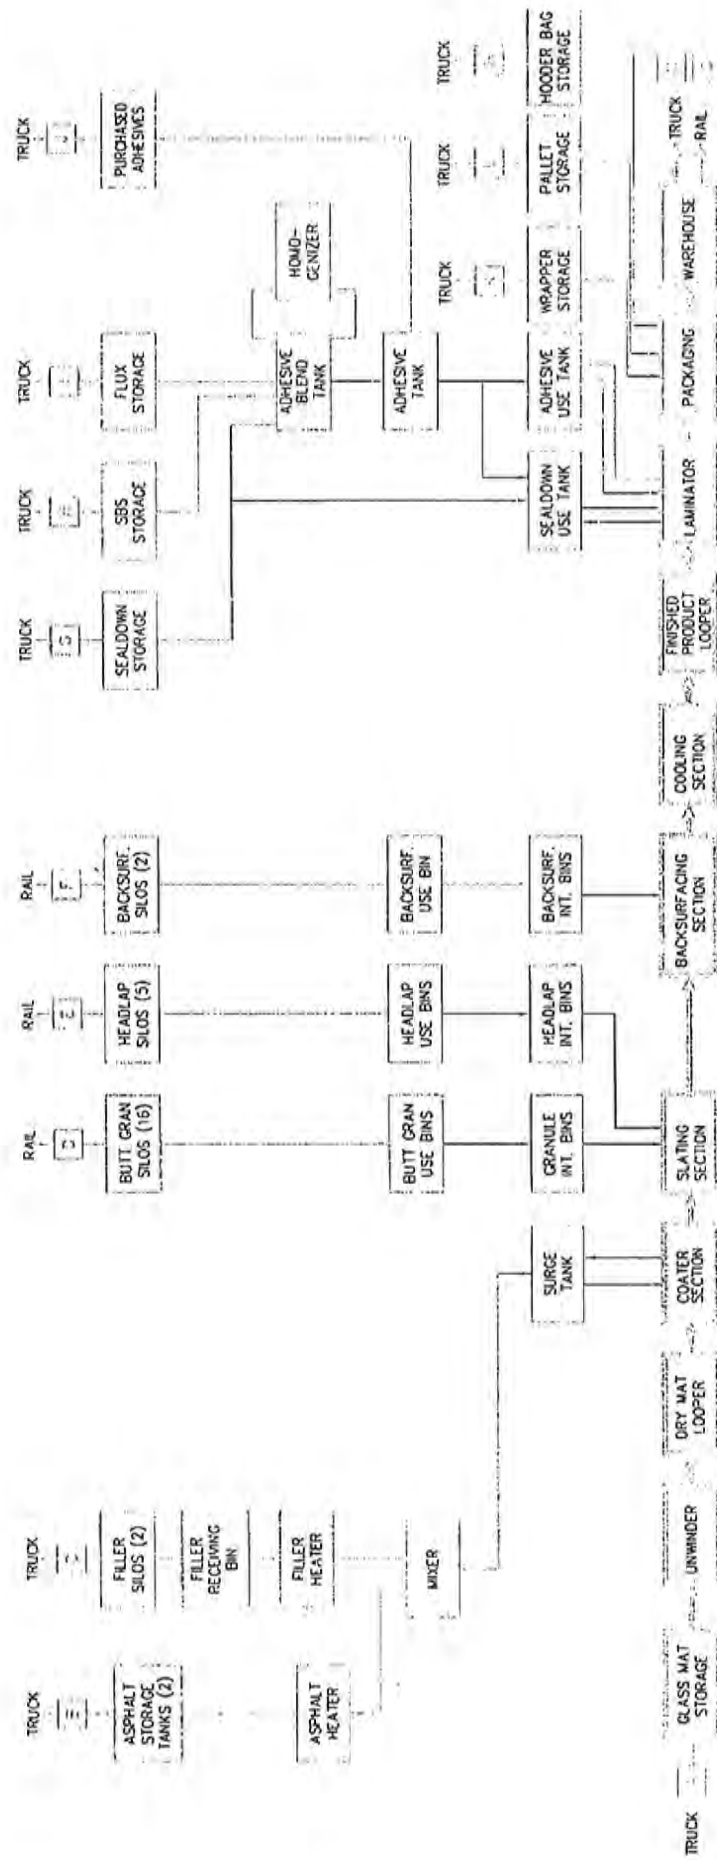 TRUCK
TRUCK
RAIL
RAIL
RAIL
TRUCK
TRUCK
TRUCK
TRUCK
ASPHALT
STORAGE
TANKS (2)
FILLER
SILOS (2)
BUTT GRAN
SILOS (16)
HEADLAP
SILOS (5)
BACKSURF.
SILOS (2)
SEALDOWN
STORAGE
SBS
STORAGE
FLUX
STORAGE
PURCHASED
ADHESIVES
FILLER
RECEIVING
BIN
ASPHALT
HEATER
FILLER
HEATER
ADHESIVE
BLEND
TANK
HOMO-
GENIZER
MIXER
BUTT GRAN
USE BINS
HEADLAP
USE BINS
BACKSURF.
USE BIN
ADHESIVE
TANK
TRUCK
TRUCK
TRUCK
SURGE
TANK
GRANULE
INT. BINS
HEADLAP
INT. BINS
BACKSURF.
INT. BINS
SEALDOWN
USE TANK
ADHESIVE
USE TANK
WRAPPER
STORAGE
PALLET
STORAGE
HOODER BAG
STORAGE
TRUCK
GLASS MAT
STORAGE
UNWINDER
DRY MAT
LOOPER
COATER
SECTION
SLATING
SECTION
BACKSURFACING
SECTION
COOLING
SECTION
FINISHED
PRODUCT
LOOPER
LAMINATOR
PACKAGING
WAREHOUSE
TRUCK
RAIL